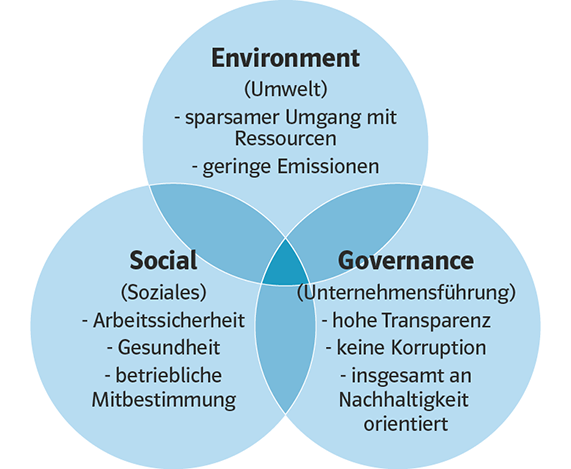 Environment
(Umwelt)
- sparsamer Umgang mit
Ressourcen
- geringe Emissionen
Social
(Soziales)
- Arbeitssicherheit
- Gesundheit
- betriebliche
Mitbestimmung
Governance
(Unternehmensführung)
- hohe Transparenz
- keine Korruption
- insgesamt an
Nachhaltigkeit
orientiert